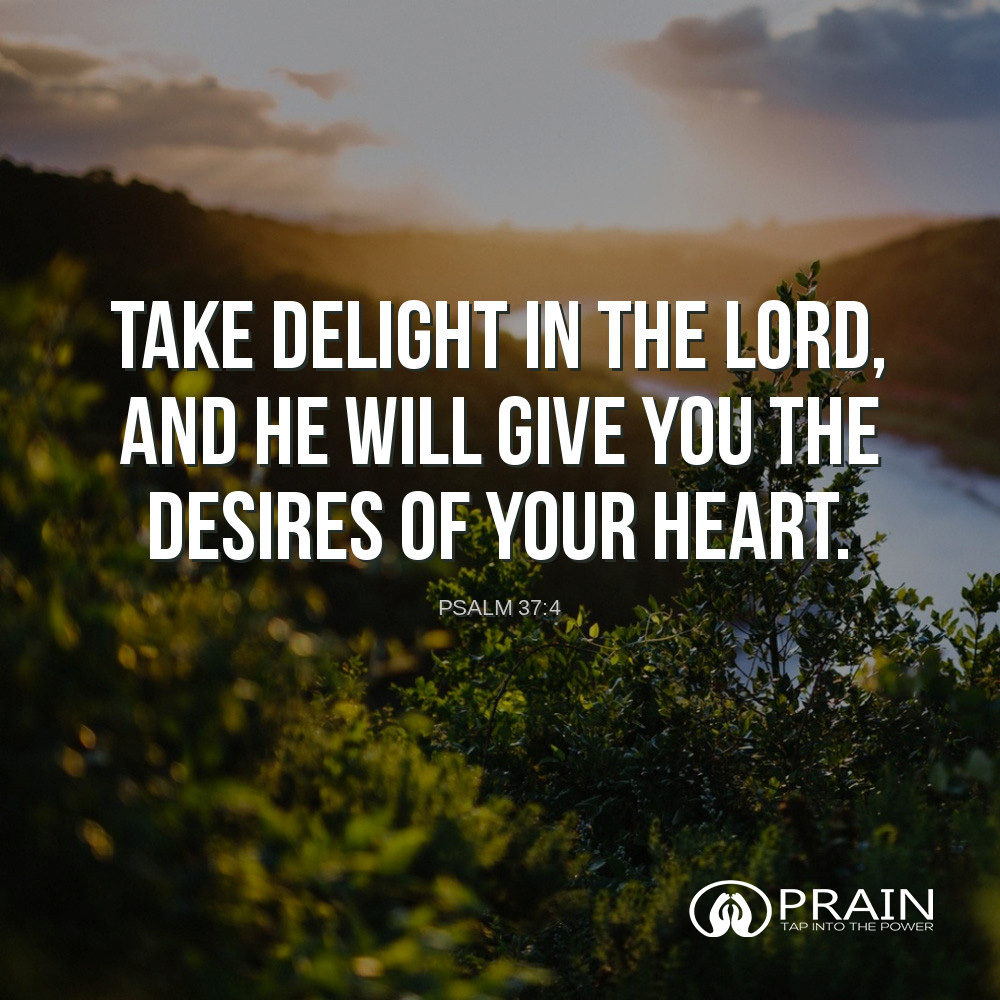 TAKE DELIGHT IN THE LORD,
AND HE WILL GIVE YOU THE
DESIRES OF YOUR HEART.
PSALM 37:4
PRAIN
TAP INTO THE POWER